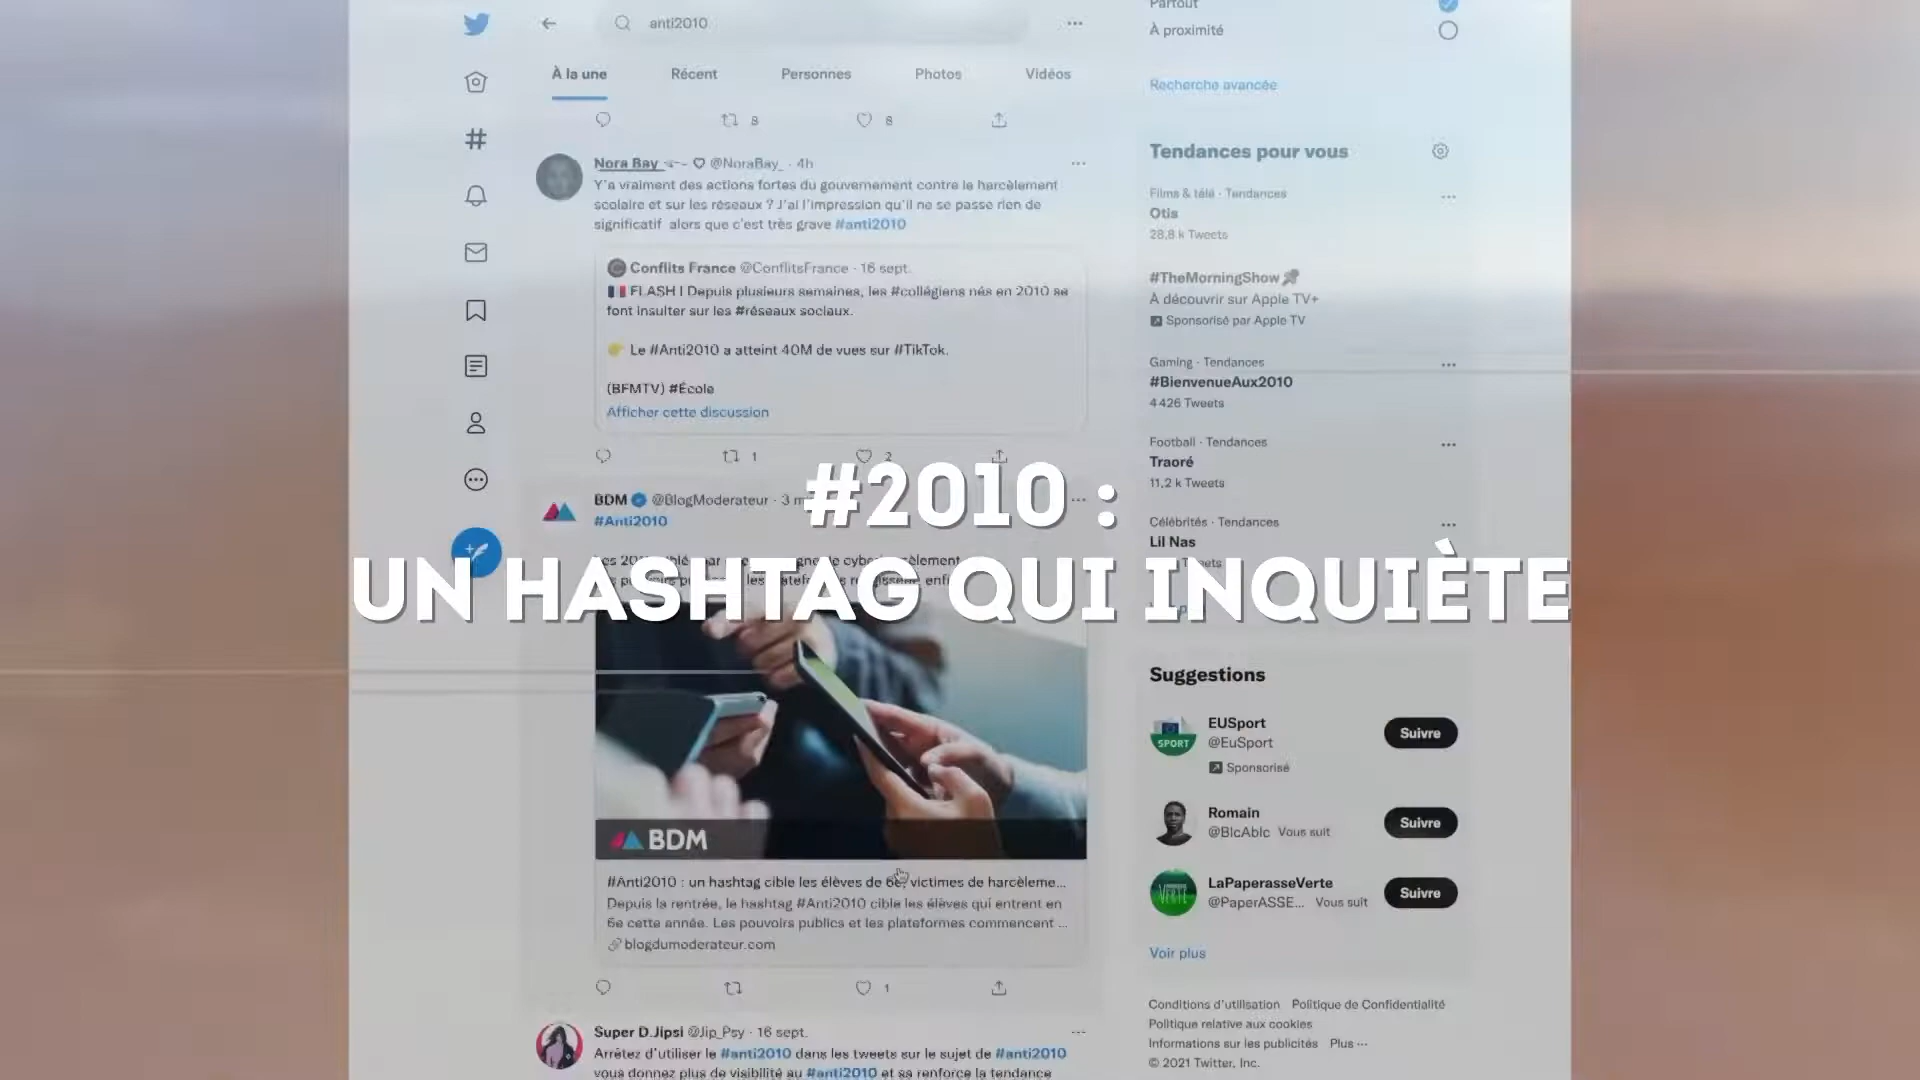 anti2010
À la une
Récent
Personnes
Photos
Vidéos
8
8
Nora Bay @NoraBay_ · 4h
Y'a vraiment des actions fortes du gouvernement contre le harcèlement
scolaire et sur les réseaux ? J'ai l'impression qu'il ne se passe rien de
significatif alors que c'est très grave #anti2010
Conflits France @ConflitsFrance · 16 sept.
FLASH | Depuis plusieurs semaines, les #collégiens nés en 2010 se
font insulter sur les #réseaux sociaux.
Le #Anti2010 a atteint 40M de vues sur #TikTok.
(BFMTV) #École
Afficher cette discussion
1
2
#2010 :
UN HASHTAG QUI INQUIÈTE
BDM @BlogModerateur · 3
#Anti2010
BDM
#Anti2010 : un hashtag cible les élèves de 6e, victimes de harcèleme...
Depuis la rentrée, le hashtag #Anti2010 cible les élèves qui entrent en
6e cette année. Les pouvoirs publics et les plateformes commencent ...
blogdumoderateur.com
1
Super D.Jipsi @Jip_Psy · 16 sept.
Arrêtez d'utiliser le #anti2010 dans les tweets sur le sujet de #anti2010
vous donnez plus de visibilité au #anti2010 et sa renforce la tendance
Partout
À proximité
Recherche avancée
Tendances pour vous
Films & télé · Tendances
Otis
28,8 k Tweets
#TheMorningShow
À découvrir sur Apple TV+
Sponsorisé par Apple TV
Gaming · Tendances
#BienvenueAux2010
4 426 Tweets
Football · Tendances
Traoré
11,2 k Tweets
Célébrités · Tendances
Lil Nas
Suggestions
EUSport
@EuSport
Sponsorisé
Suivre
SPORT
Romain
@BlcAblc Vous suit
Suivre
LaPaperasseVerte
@PaperASSE... Vous suit
Suivre
VERTE
Voir plus
Conditions d'utilisation Politique de Confidentialité
Politique relative aux cookies
Informations sur les publicités Plus ...
© 2021 Twitter, Inc.